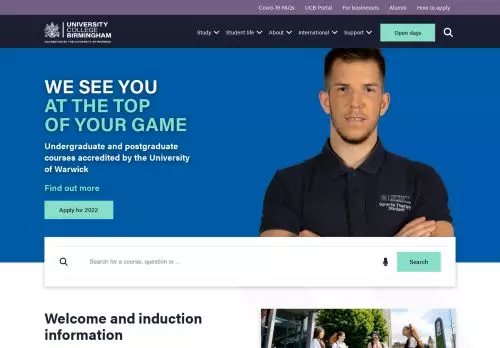 Covid-19 FAQs UCB Portal For businesses Alumni How to apply
UNIVERSITY
COLLEGE
BIRMINGHAM
ACCREDITED BY THE UNIVERSITY OF WARWICK
Study Student life About International Support Open days
WE SEE YOU
AT THE TOP
OF YOUR GAME
Undergraduate and postgraduate
courses accredited by the University
of Warwick
Find out more
Apply for 2022
UNIVERSITY
COLLEGE
BIRMINGHAM
Sports Therapy
Student
Search for a course, question or ...
Search
Welcome and induction
information